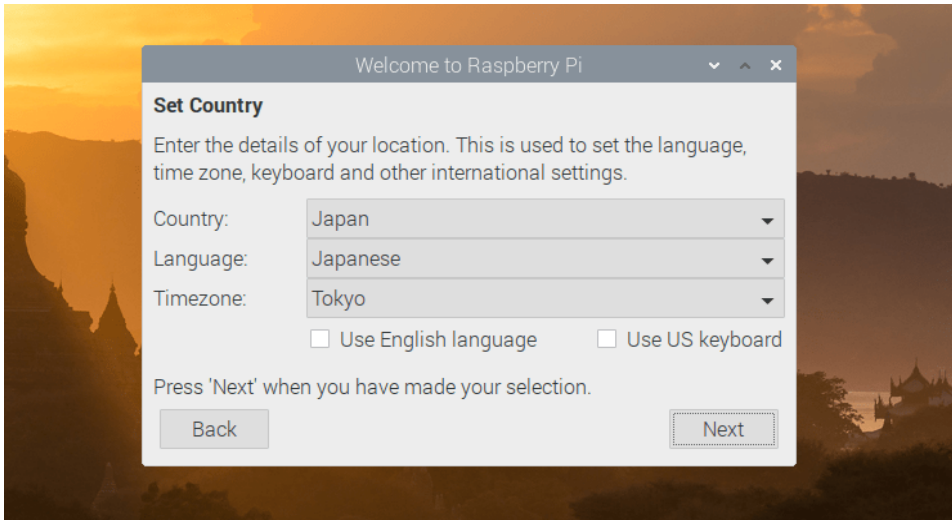 Welcome to Raspberry Pi
Set Country
Enter the details of your location. This is used to set the language,
time zone, keyboard and other international settings.
Country: Japan
Language: Japanese
Timezone: Tokyo
Use English language Use US keyboard
Press 'Next' when you have made your selection.
Back Next